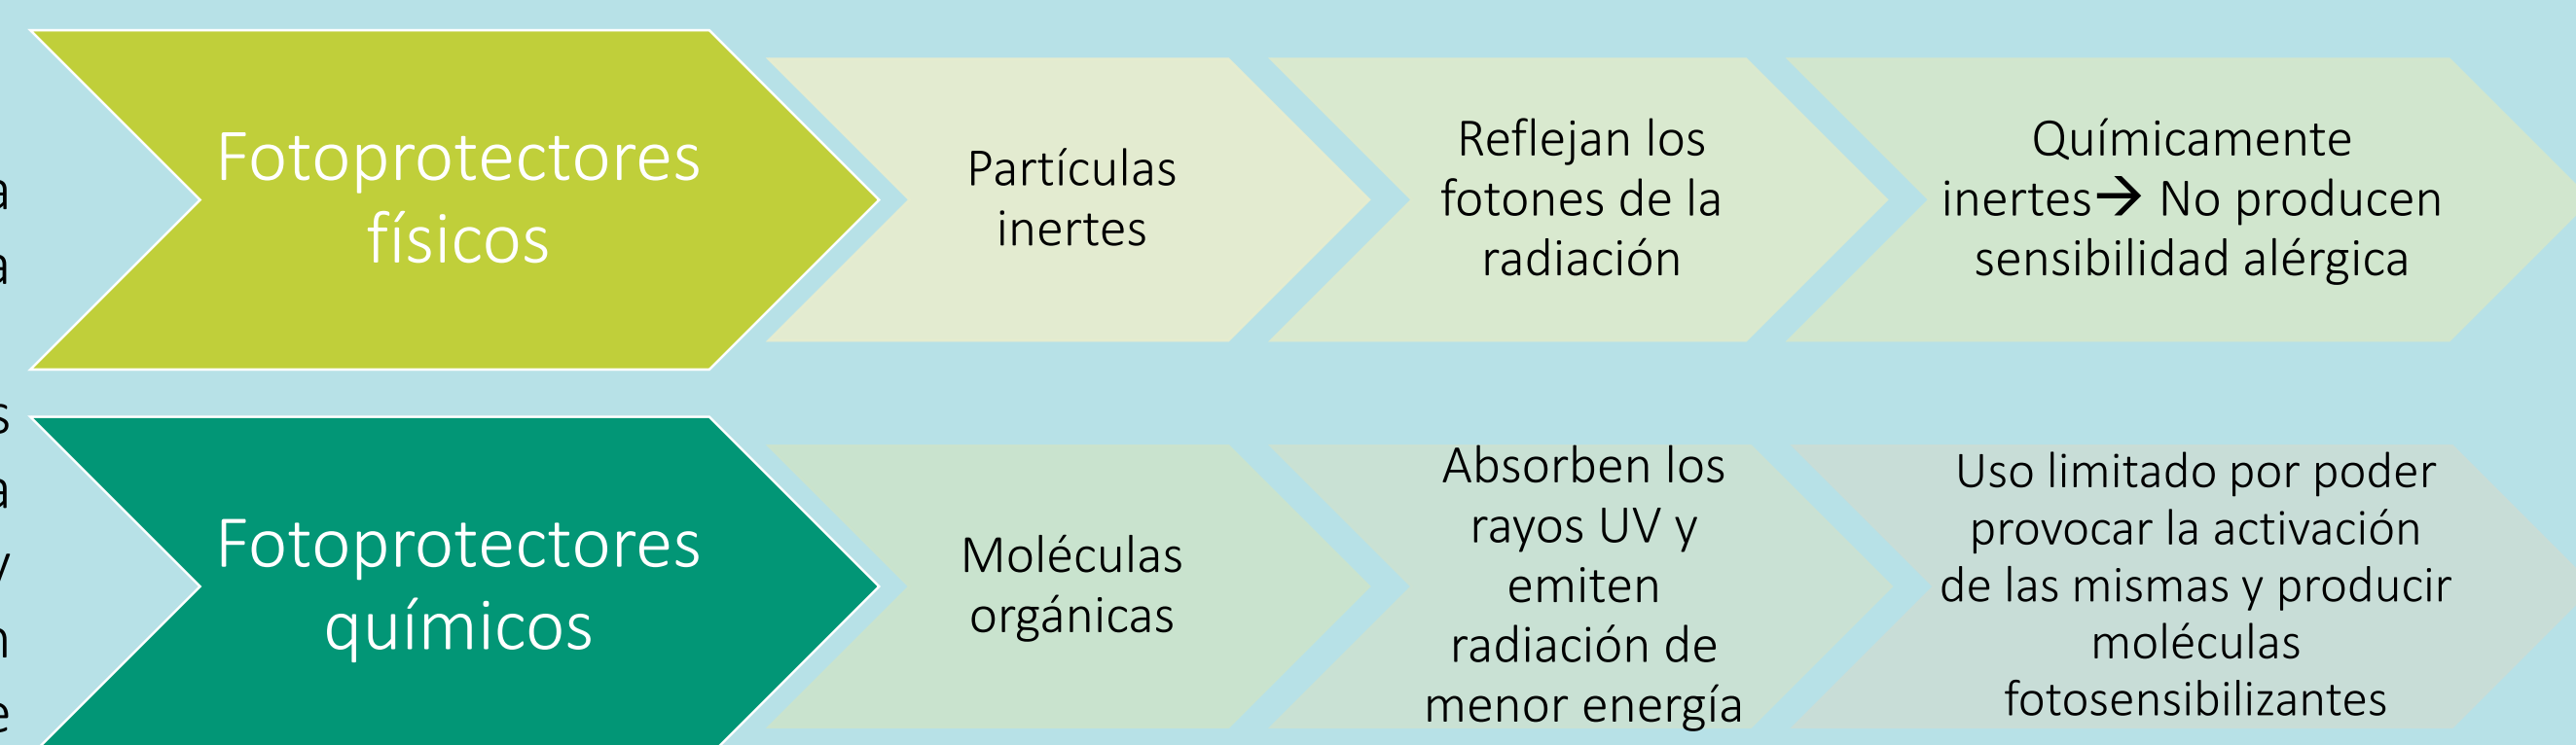 Fotoprotectores
físicos
Partículas
inertes
Reflejan los
fotones de la
radiación
Químicamente
inertes→ No producen
sensibilidad alérgica
Fotoprotectores
químicos
Moléculas
orgánicas
Absorben los
rayos UV y
emiten
radiación de
menor energía
Uso limitado por poder
provocar la activación
de las mismas y producir
moléculas
fotosensibilizantes